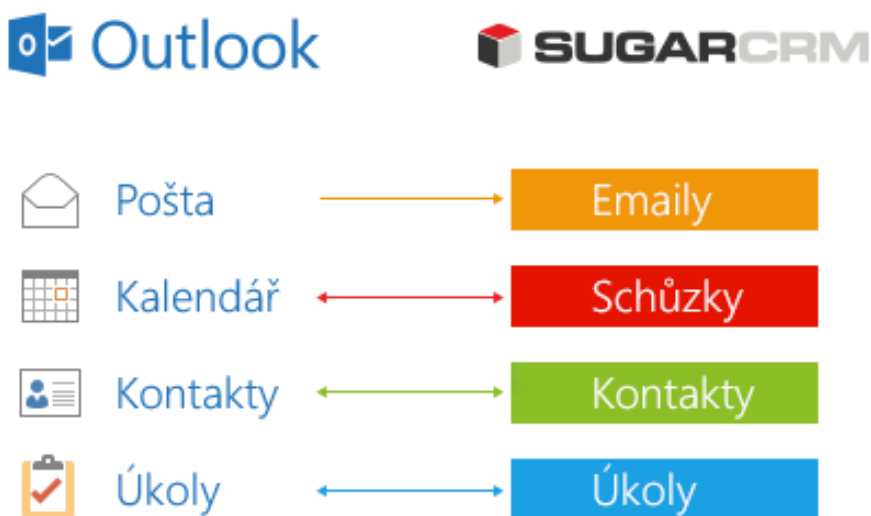 Outlook SUGARCRM
Pošta Emaily
Kalendář Schůzky
Kontakty Kontakty
Úkoly Úkoly